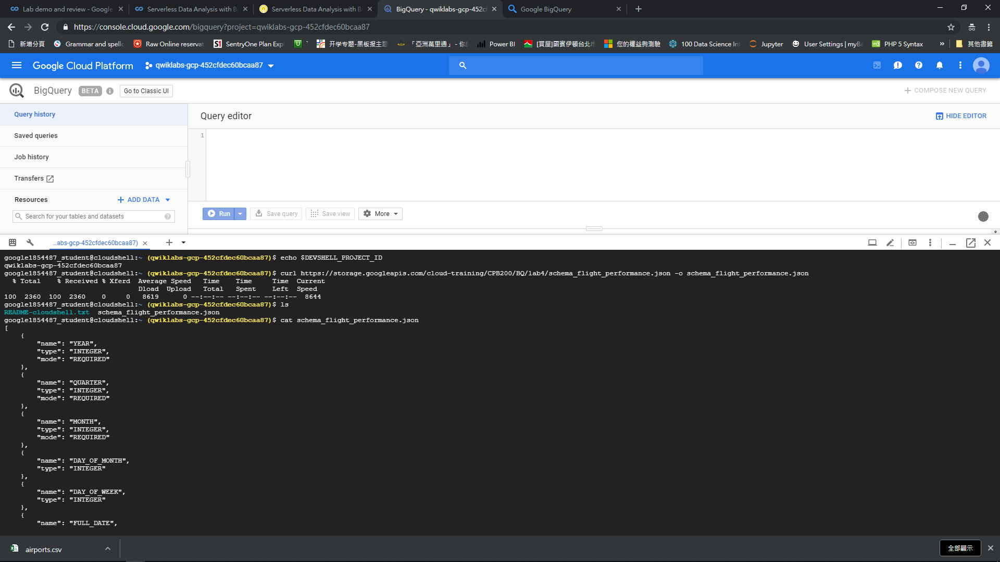 Lab demo and review - Google
Serverless Data Analysis with B
Serverless Data Analysis with B
BigQuery - qwiklabs-gcp-452cf
Google BigQuery
https://console.cloud.google.com/bigquery?project=qwiklabs-gcp-452cfdec60bcaa87
新增分頁
Grammar and spell
Raw Online reservat
SentryOne Plan Expl
开学专题-黑板报主题
「亞洲萬里通」 - 你的
Power BI
[買屋]國賓伊頓台北市
您的權益與測驗
100 Data Science Int
Jupyter
User Settings | myBa
PHP 5 Syntax
»
其他書籤
Google Cloud Platform
qwiklabs-gcp-452cfdec60bcaa87
BigQuery
BETA
Go to Classic UI
COMPOSE NEW QUERY
Query history
Query editor
HIDE EDITOR
Saved queries
1
Job history
Transfers
Resources
ADD DATA
Search for your tables and datasets
Run
Save query
Save view
More
...abs-gcp-452cfdec60bcaa87)
google1854487_student@cloudshell:~ (qwiklabs-gcp-452cfdec60bcaa87)$ echo $DEVSHELL_PROJECT_ID
qwiklabs-gcp-452cfdec60bcaa87
google1854487_student@cloudshell:~ (qwiklabs-gcp-452cfdec60bcaa87)$ curl https://storage.googleapis.com/cloud-training/CPB200/BQ/lab4/schema_flight_performance.json -o schema_flight_performance.json
% Total % Received % Xferd Average Speed Time Time Time Current
Dload Upload Total Spent Left Speed
100 2360 100 2360 0 0 8619 0 --:--:-- --:--:-- --:--:-- 8644
google1854487_student@cloudshell:~ (qwiklabs-gcp-452cfdec60bcaa87)$ ls
README-cloudshell.txt schema_flight_performance.json
google1854487_student@cloudshell:~ (qwiklabs-gcp-452cfdec60bcaa87)$ cat schema_flight_performance.json
[
{
"name": "YEAR",
"type": "INTEGER",
"mode": "REQUIRED"
},
{
"name": "QUARTER",
"type": "INTEGER",
"mode": "REQUIRED"
},
{
"name": "MONTH",
"type": "INTEGER",
"mode": "REQUIRED"
},
{
"name": "DAY_OF_MONTH",
"type": "INTEGER"
},
{
"name": "DAY_OF_WEEK",
"type": "INTEGER"
},
{
"name": "FULL_DATE",
airports.csv
全部顯示